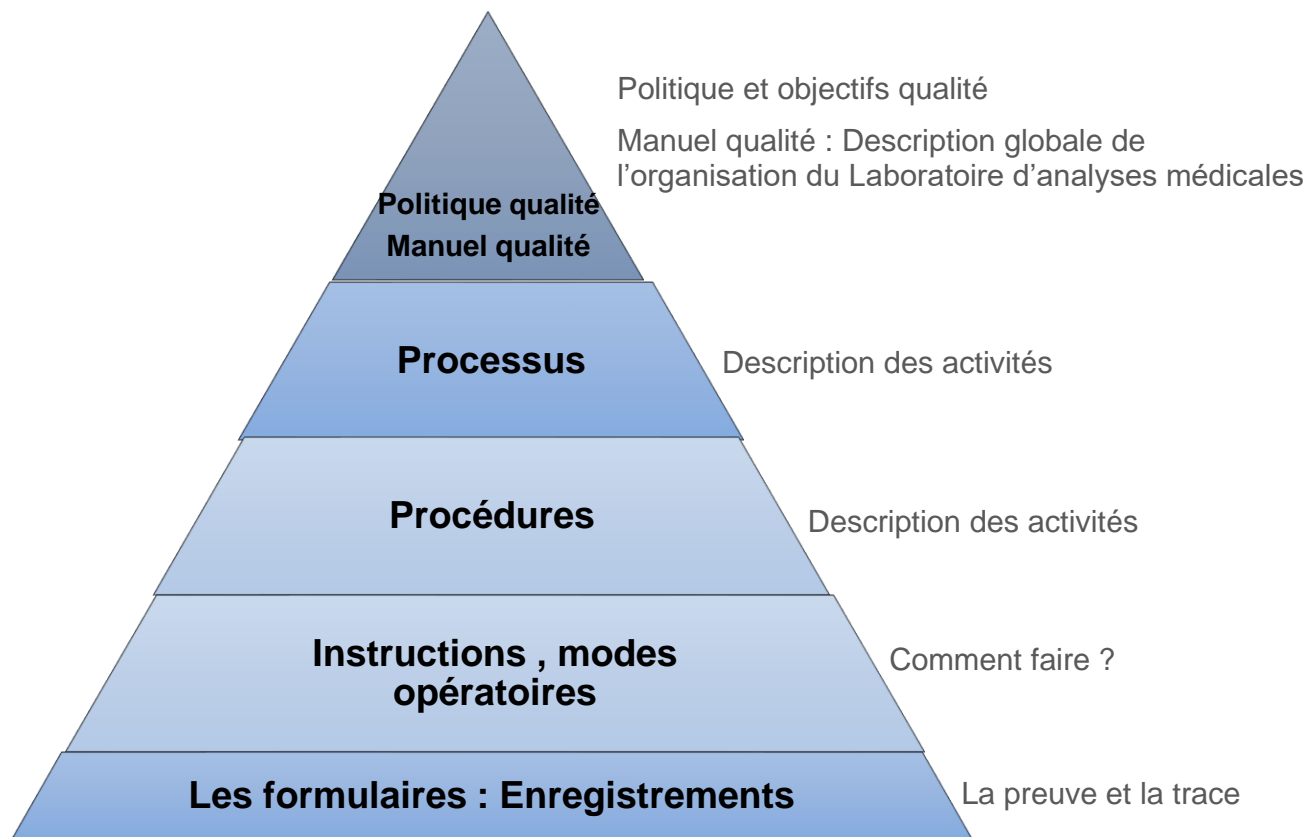 Politique et objectifs qualité
Manuel qualité : Description globale de
l’organisation du Laboratoire d’analyses médicales
Politique qualité
Manuel qualité
Processus
Description des activités
Procédures
Description des activités
Instructions , modes
opératoires
Comment faire ?
Les formulaires : Enregistrements
La preuve et la trace